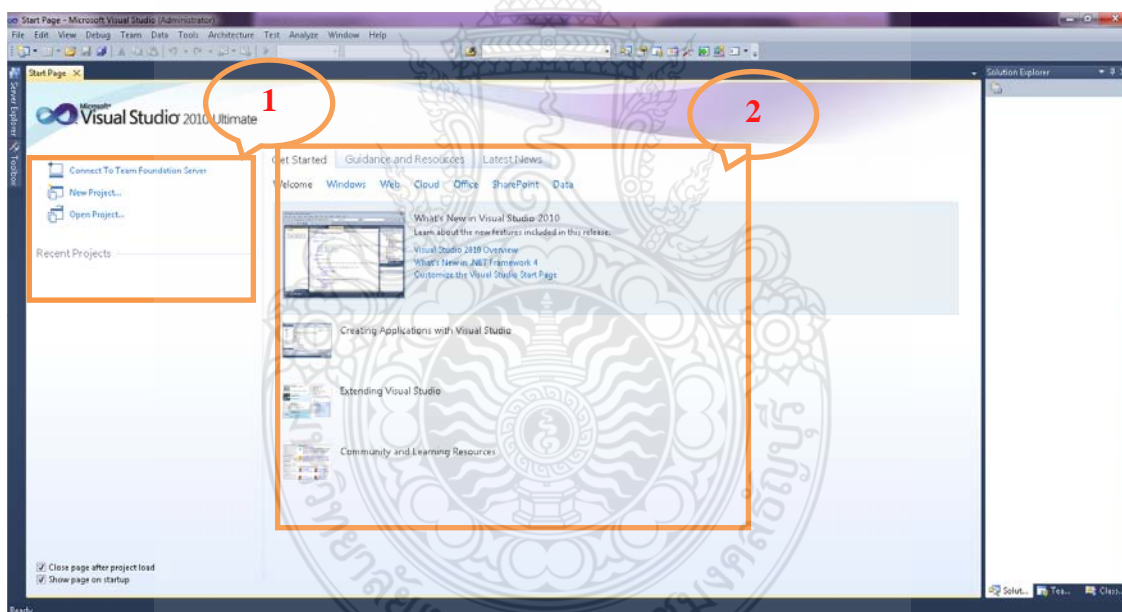 Start Page - Microsoft Visual Studio (Administrator)
File Edit View Debug Team Data Tools Architecture Test Analyze Window Help
Start Page
Solution Explorer
Server Explorer
Toolbox
1
2
Microsoft
Visual Studio 2010 Ultimate
Connect To Team Foundation Server
New Project...
Open Project...
Recent Projects
Get Started Guidance and Resources Latest News
Welcome Windows Web Cloud Office SharePoint Data
What's New in Visual Studio 2010
Learn about the new features included in this release.
Visual Studio 2010 Overview
What's New in .NET Framework 4
Customize the Visual Studio Start Page
Creating Applications with Visual Studio
Extending Visual Studio
Community and Learning Resources
Close page after project load
Show page on startup
Solut... Tea... Class...
Ready